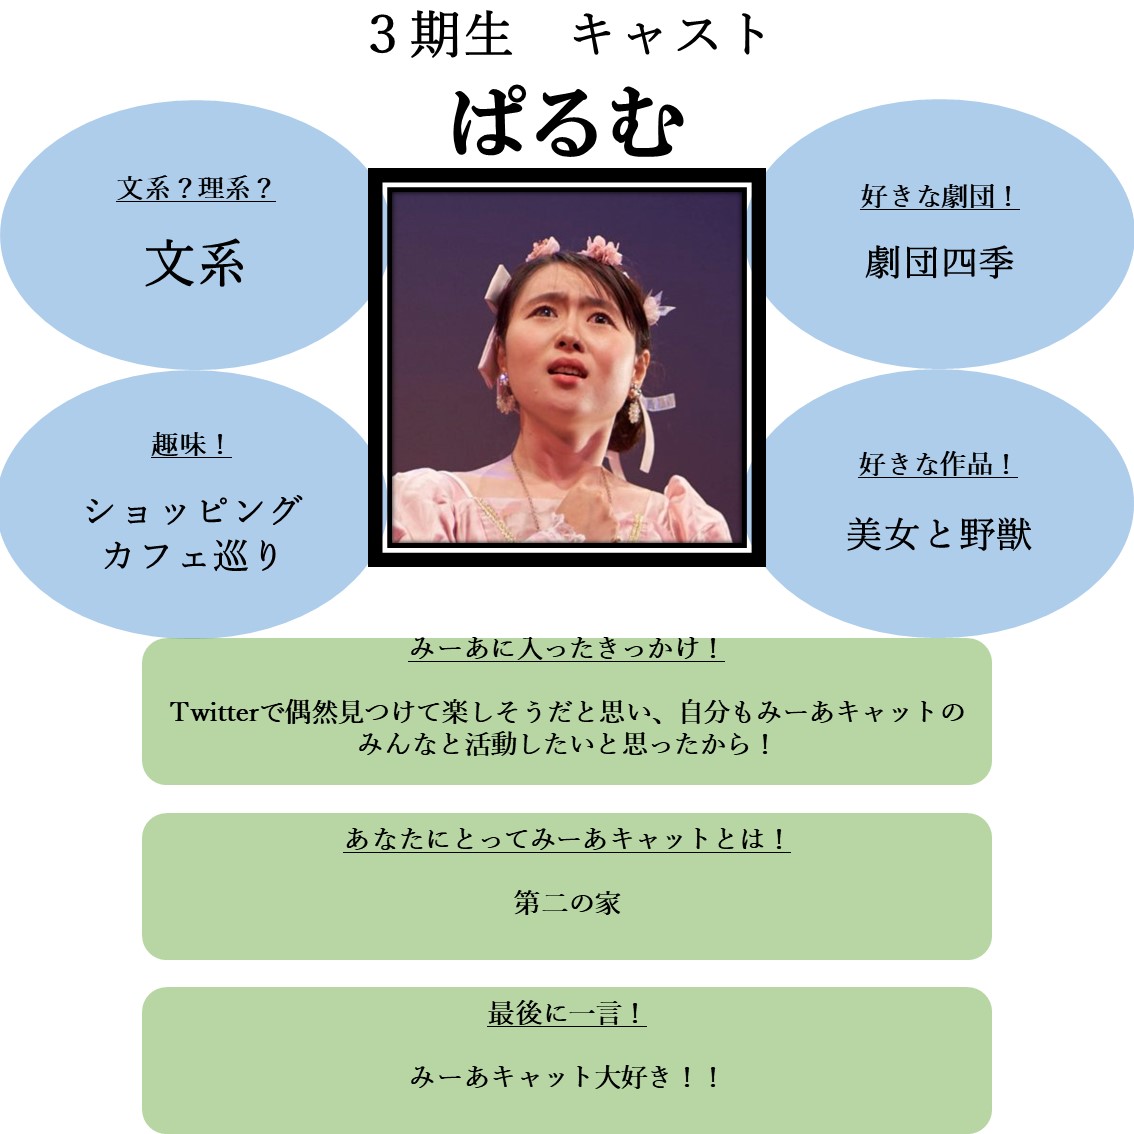 ３期生　キャスト
ぱるむ
文系？理系？
文系
好きな劇団！
劇団四季
趣味！
ショッピング
カフェ巡り
好きな作品！
美女と野獣
みーあに入ったきっかけ！
Twitterで偶然見つけて楽しそうだと思い、自分もみーあキャットの
みんなと活動したいと思ったから！
あなたにとってみーあキャットとは！
第二の家
最後に一言！
みーあキャット大好き！！